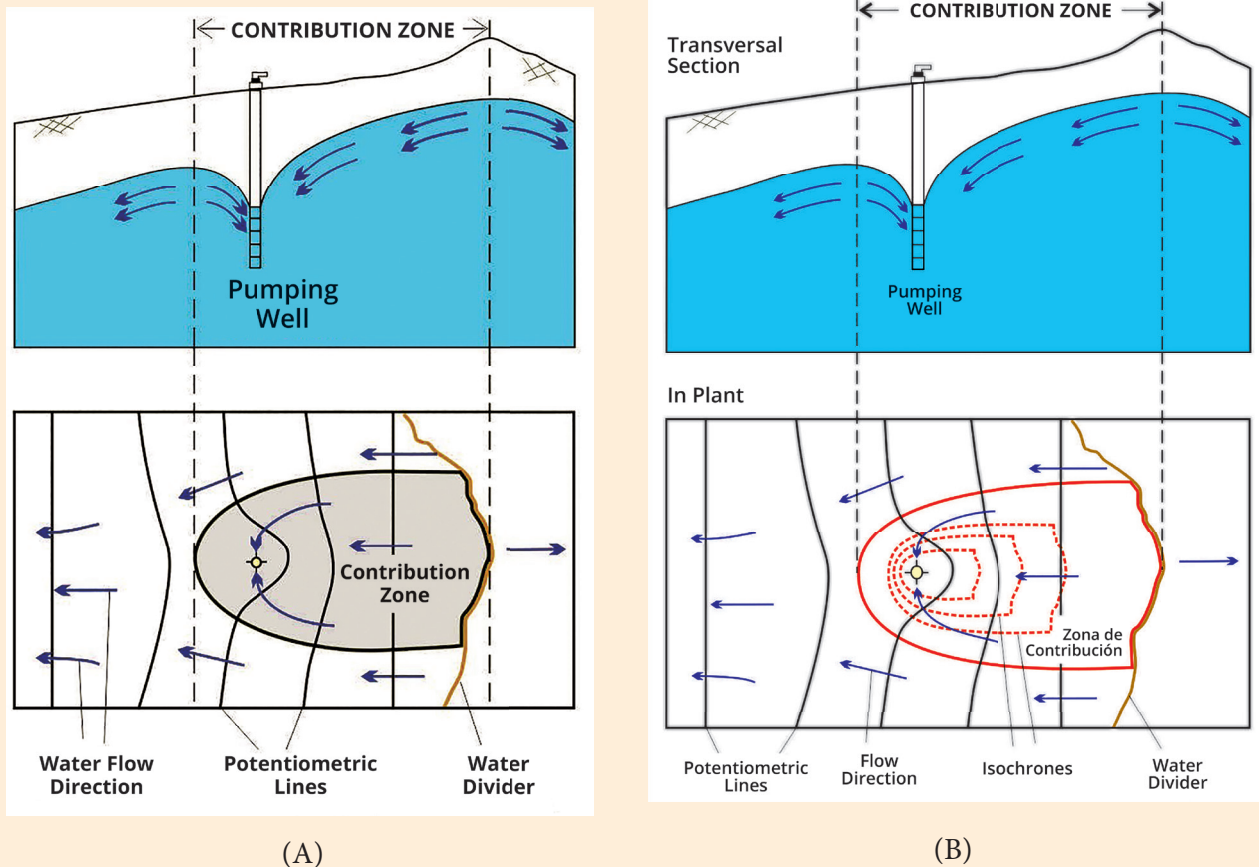 CONTRIBUTION ZONE
Pumping
Well
Contribution
Zone
Water Flow
Direction
Potentiometric
Lines
Water
Divider
(A)
CONTRIBUTION ZONE
Transversal
Section
Pumping
Well
In Plant
Zona de
Contribución
Potentiometric
Lines
Flow
Direction
Isochrones
Water
Divider
(B)